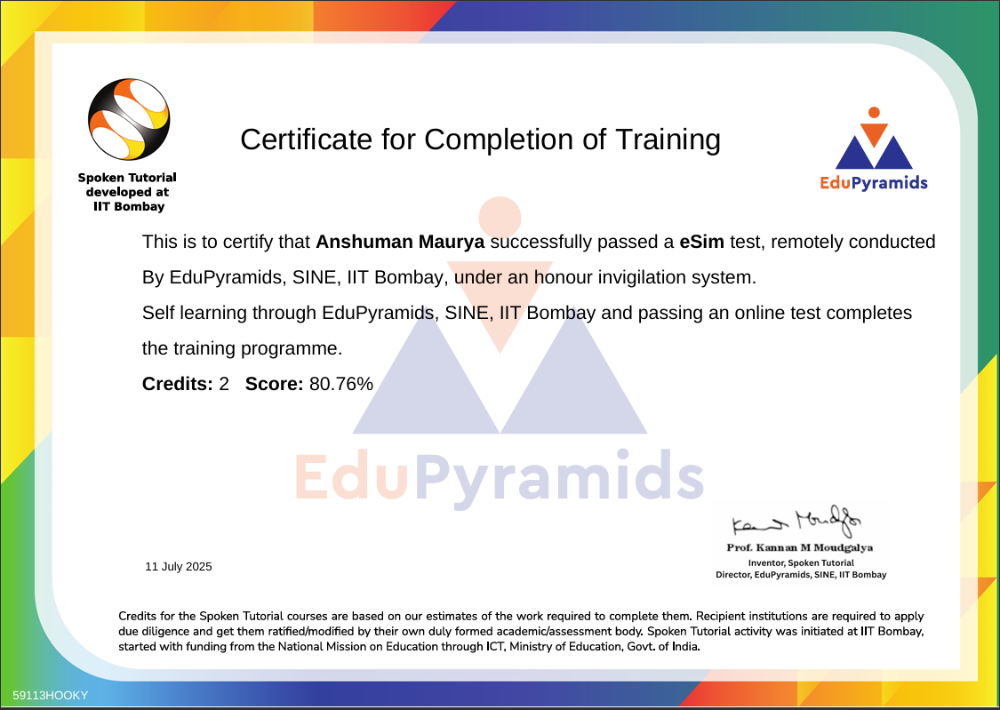 Spoken Tutorial
developed at
IIT Bombay
Certificate for Completion of Training
EduPyramids
This is to certify that Anshuman Maurya successfully passed a eSim test, remotely conducted
By EduPyramids, SINE, IIT Bombay, under an honour invigilation system.
Self learning through EduPyramids, SINE, IIT Bombay and passing an online test completes
the training programme.
Credits: 2 Score: 80.76%
EduPyramids
11 July 2025
Prof. Kannan M Moudgalya
Inventor, Spoken Tutorial
Director, EduPyramids, SINE, IIT Bombay
Credits for the Spoken Tutorial courses are based on our estimates of the work required to complete them. Recipient institutions are required to apply
due diligence and get them ratified/modified by their own duly formed academic/assessment body. Spoken Tutorial activity was initiated at IIT Bombay,
started with funding from the National Mission on Education through ICT, Ministry of Education, Govt. of India.
59113HOOKY